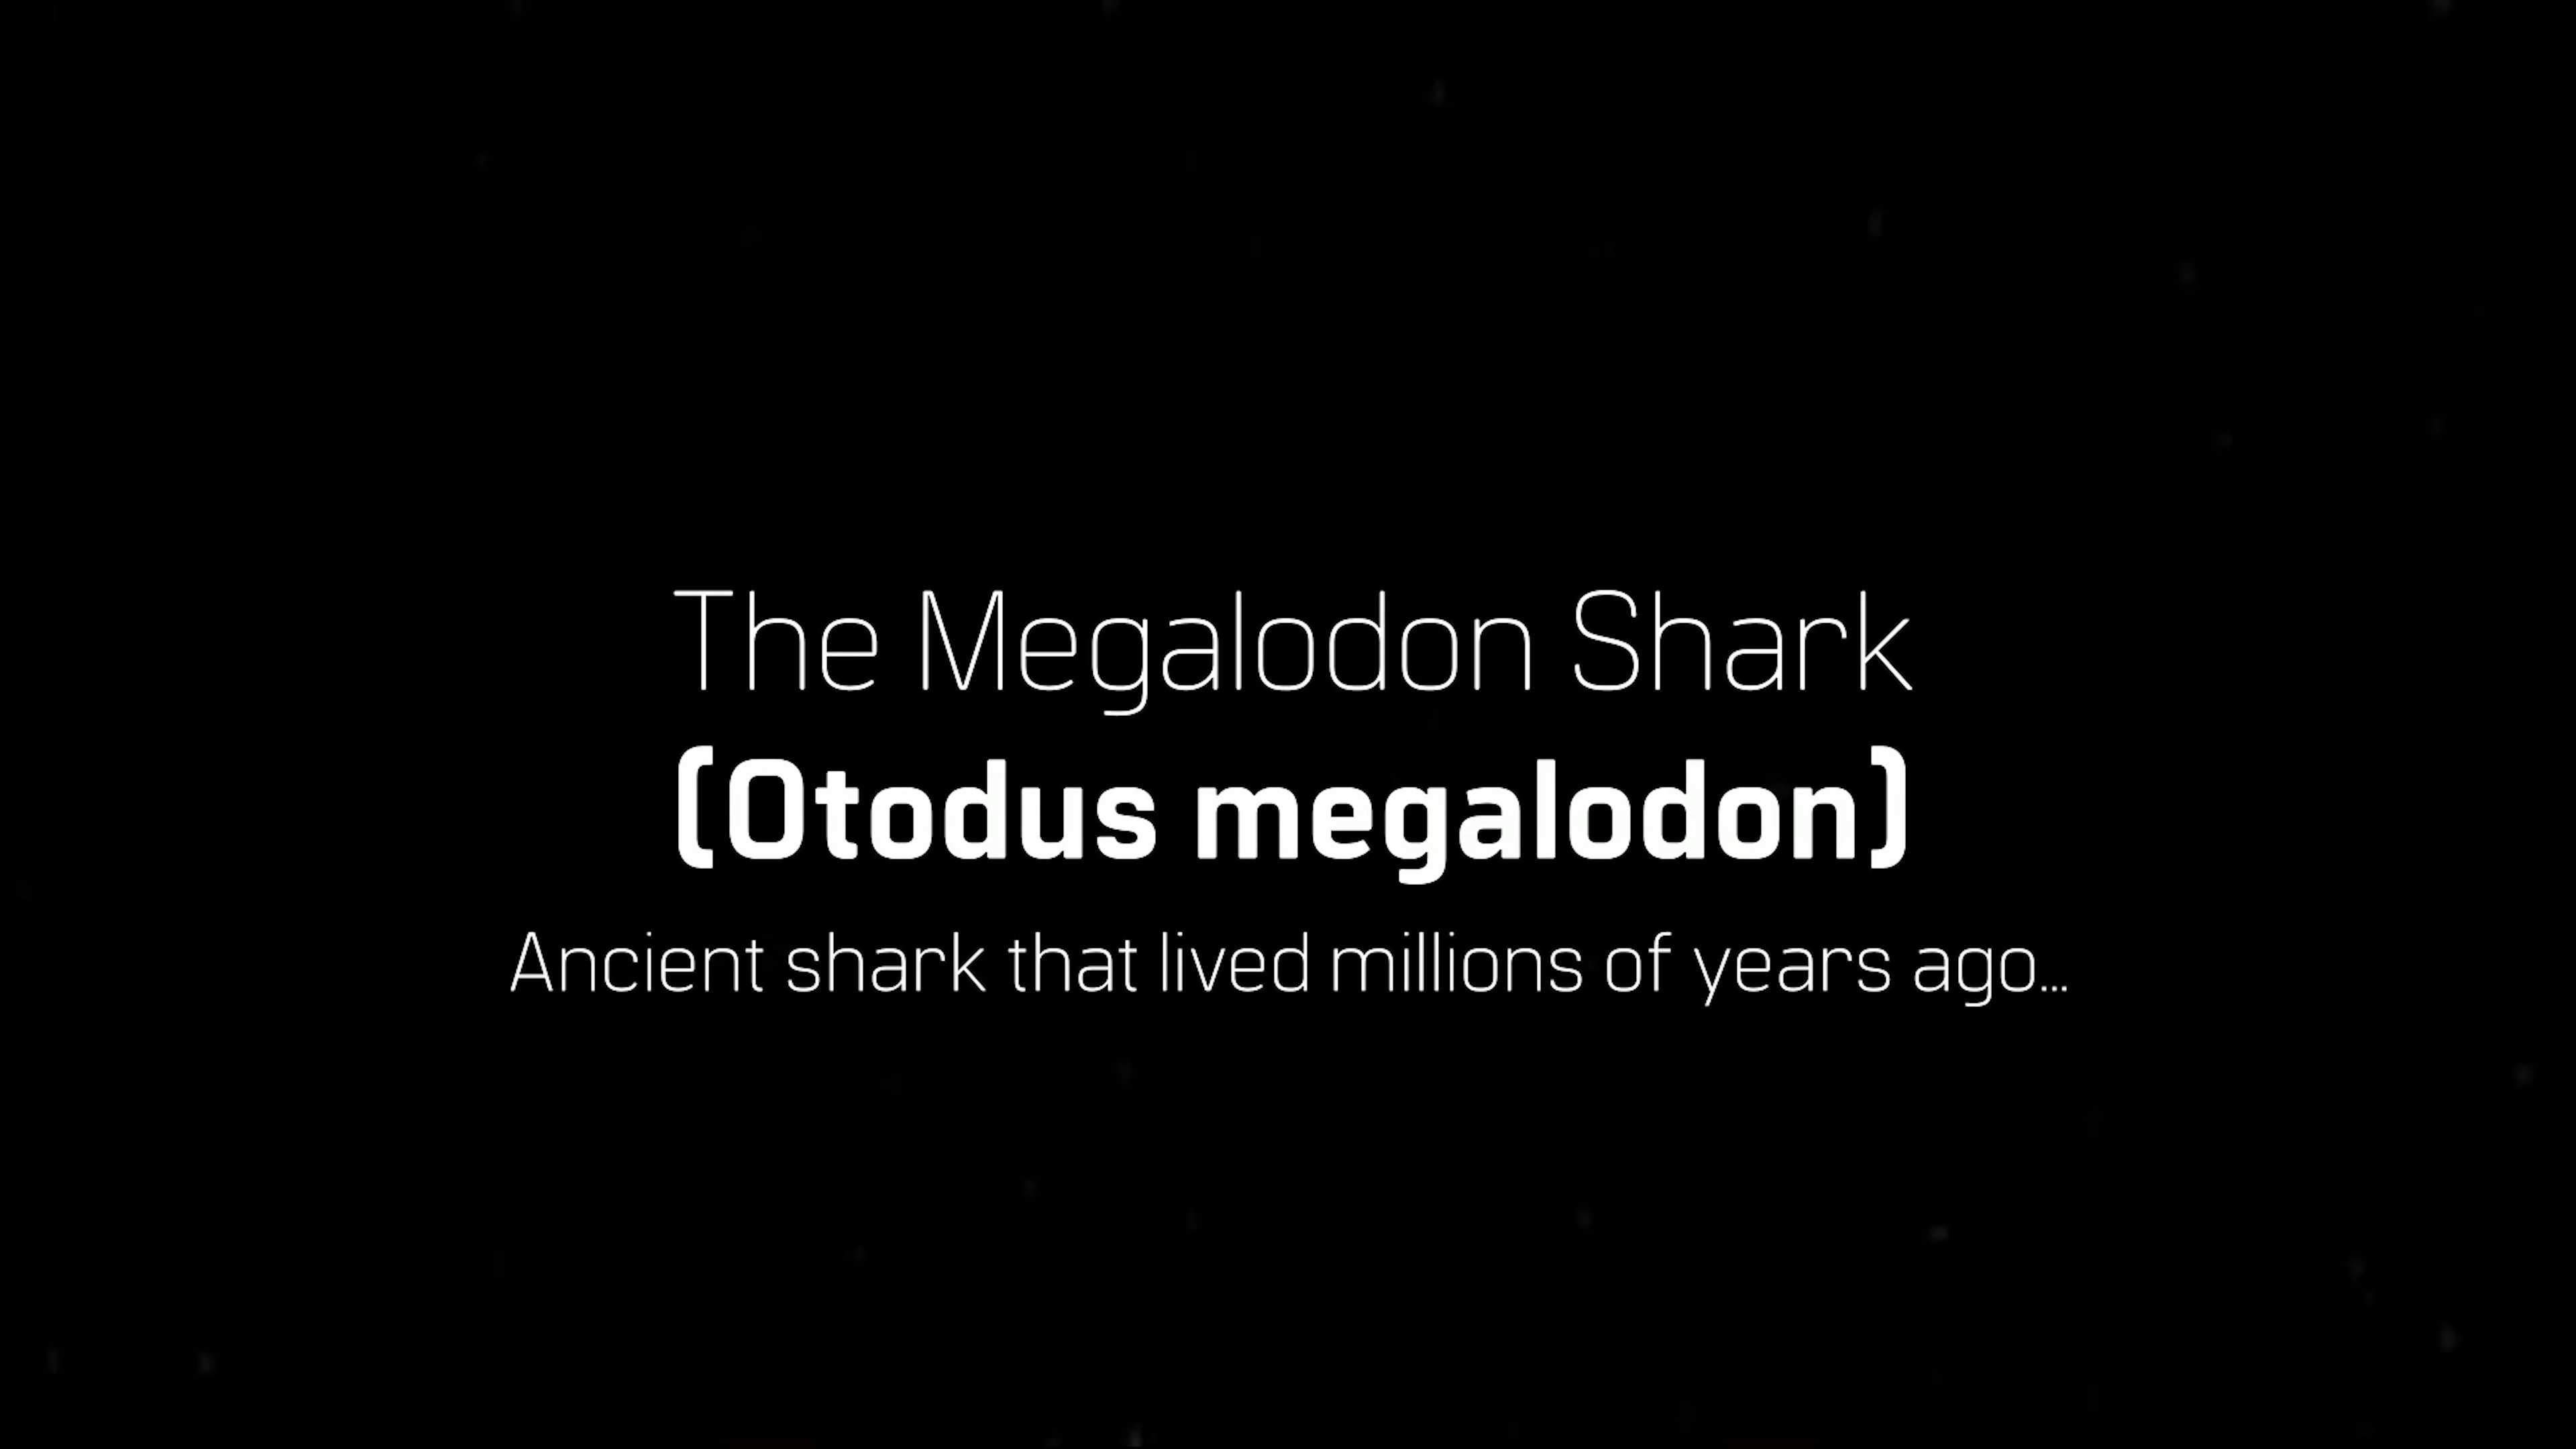 The Megalodon Shark
(Otodus megalodon)
Ancient shark that lived millions of years ago...